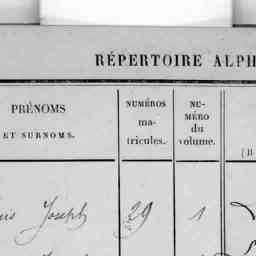 RÉPERTOIRE ALPH
PRÉNOMS
ET SURNOMS.
NUMÉROS
ma-
tricules.
NU-
MÉRO
du
volume.
Joseph 29 1